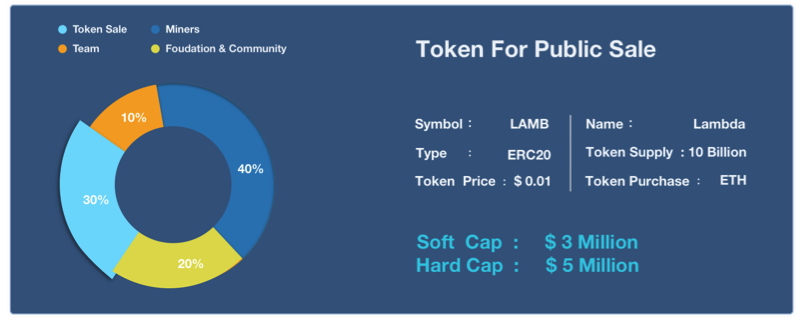 Token Sale
Miners
Team
Foudation & Community
10%
40%
30%
20%
Token For Public Sale
Symbol : LAMB
Name : Lambda
Type : ERC20
Token Supply : 10 Billion
Token Price : $ 0.01
Token Purchase : ETH
Soft Cap : $ 3 Million
Hard Cap : $ 5 Million